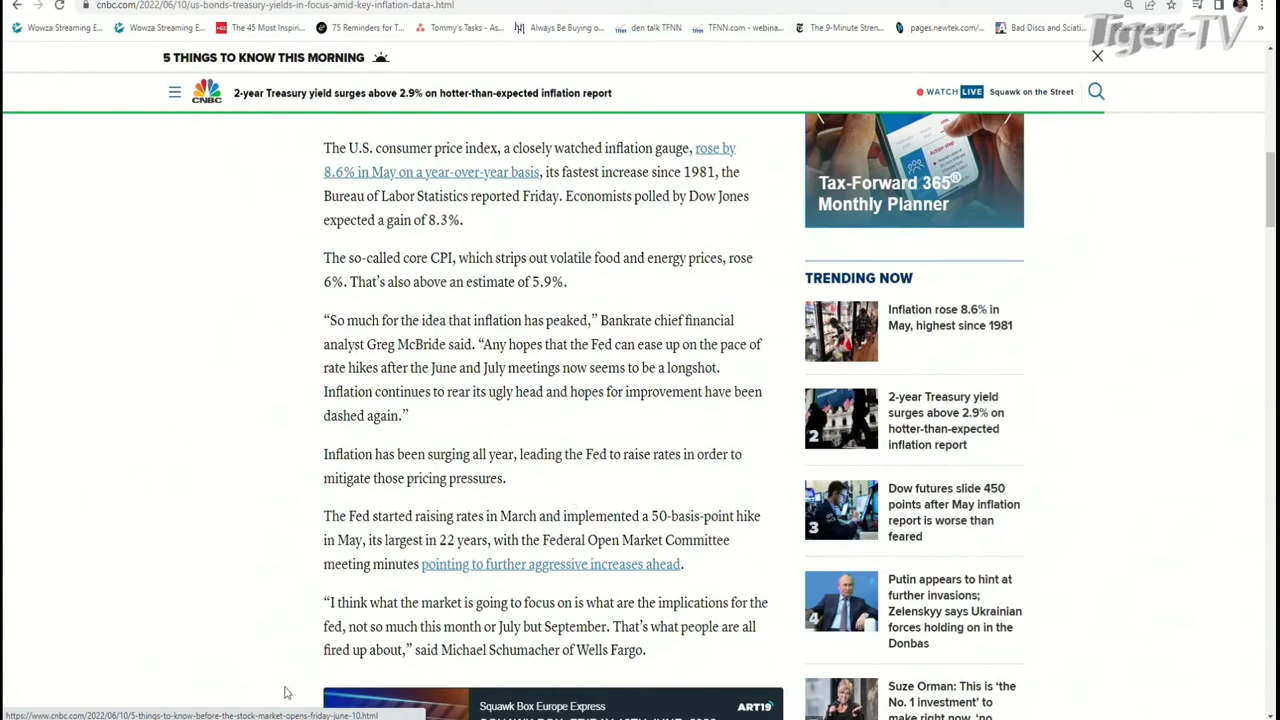 cnbc.com/2022/06/10/us-bonds-treasury-yields-in-focus-amid-key-inflation-data-.html
Wowza Streaming E... Wowza Streaming E... The 45 Most Inspiri... 75 Reminders for T... Tommy's Tasks - As... Always Be Buying o... den talk TFNN TFNN.com - webina... The 9-Minute Stren... pages.newtek.com/... Bad Discs and Sciati...
Tiger-TV
5 THINGS TO KNOW THIS MORNING
CNBC
2-year Treasury yield surges above 2.9% on hotter-than-expected inflation report
WATCH LIVE Squawk on the Street
The U.S. consumer price index, a closely watched inflation gauge, rose by
8.6% in May on a year-over-year basis, its fastest increase since 1981, the
Bureau of Labor Statistics reported Friday. Economists polled by Dow Jones
expected a gain of 8.3%.
The so-called core CPI, which strips out volatile food and energy prices, rose
6%. That's also above an estimate of 5.9%.
“So much for the idea that inflation has peaked,” Bankrate chief financial
analyst Greg McBride said. “Any hopes that the Fed can ease up on the pace of
rate hikes after the June and July meetings now seems to be a longshot.
Inflation continues to rear its ugly head and hopes for improvement have been
dashed again.”
Inflation has been surging all year, leading the Fed to raise rates in order to
mitigate those pricing pressures.
The Fed started raising rates in March and implemented a 50-basis-point hike
in May, its largest in 22 years, with the Federal Open Market Committee
meeting minutes pointing to further aggressive increases ahead.
“I think what the market is going to focus on is what are the implications for the
fed, not so much this month or July but September. That's what people are all
fired up about,” said Michael Schumacher of Wells Fargo.
Squawk Box Europe Express
ART19
Action step
Tax-Forward 365®
Monthly Planner
TRENDING NOW
1
Inflation rose 8.6% in
May, highest since 1981
2
2-year Treasury yield
surges above 2.9% on
hotter-than-expected
inflation report
3
Dow futures slide 450
points after May inflation
report is worse than
feared
4
Putin appears to hint at
further invasions;
Zelenskyy says Ukrainian
forces holding on in the
Donbas
Suze Orman: This is ‘the
No. 1 investment’ to
make right now, ‘no
https://www.cnbc.com/2022/06/10/5-things-to-know-before-the-stock-market-opens-friday-june-10.html